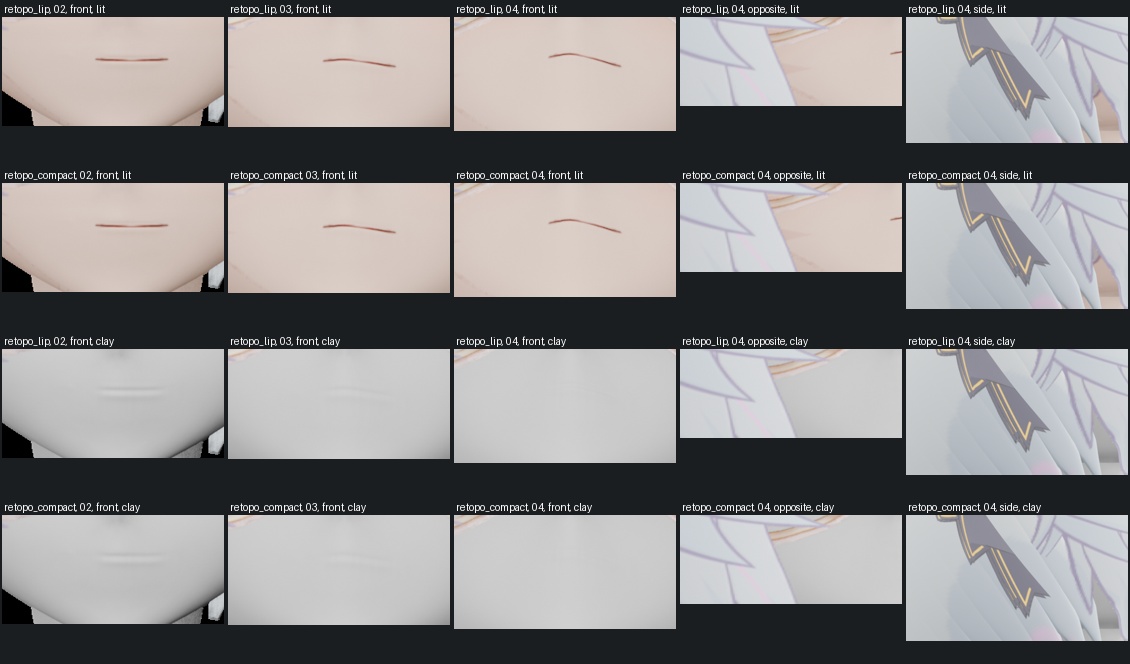 retopo_lip, 02, front, lit
retopo_lip, 03, front, lit
retopo_lip, 04, front, lit
retopo_lip, 04, opposite, lit
retopo_lip, 04, side, lit
retopo_compact, 02, front, lit
retopo_compact, 03, front, lit
retopo_compact, 04, front, lit
retopo_compact, 04, opposite, lit
retopo_compact, 04, side, lit
retopo_lip, 02, front, clay
retopo_lip, 03, front, clay
retopo_lip, 04, front, clay
retopo_lip, 04, opposite, clay
retopo_lip, 04, side, clay
retopo_compact, 02, front, clay
retopo_compact, 03, front, clay
retopo_compact, 04, front, clay
retopo_compact, 04, opposite, clay
retopo_compact, 04, side, clay